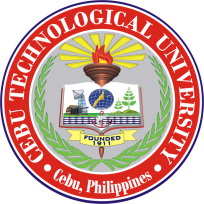 CEBU TECHNOLOGICAL UNIVERSITY
FOUNDED
1911
Cebu, Philippines